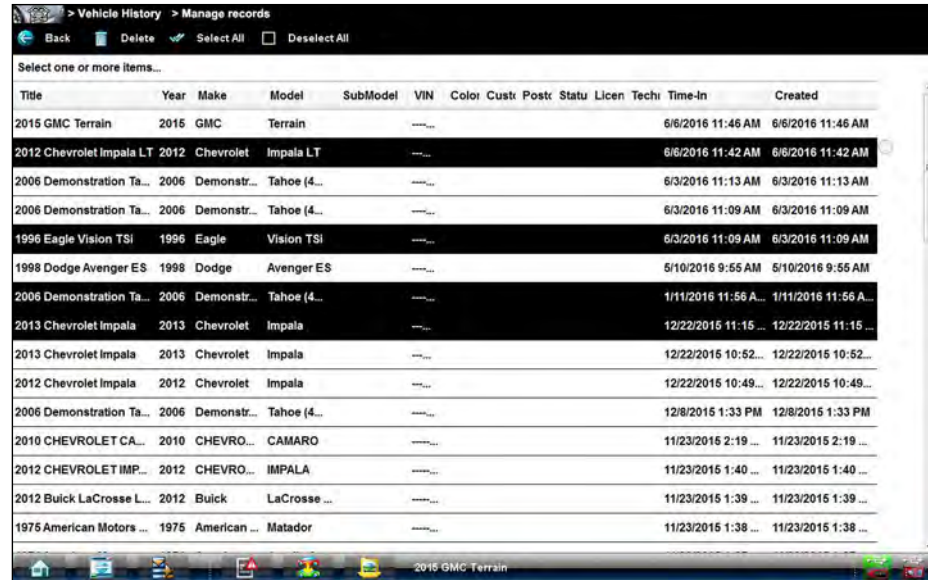 > Vehicle History > Manage records
Back Delete Select All Deselect All
Select one or more items...
Title Year Make Model SubModel VIN Color Custo Posto Statu Licen Techı Time-In Created
2015 GMC Terrain 2015 GMC Terrain ----... 6/6/2016 11:46 AM 6/6/2016 11:46 AM
2012 Chevrolet Impala LT 2012 Chevrolet Impala LT ---... 6/6/2016 11:42 AM 6/6/2016 11:42 AM
2006 Demonstration Ta... 2006 Demonstr... Tahoe (4... ----... 6/3/2016 11:13 AM 6/3/2016 11:13 AM
2006 Demonstration Ta... 2006 Demonstr... Tahoe (4... ----... 6/3/2016 11:09 AM 6/3/2016 11:09 AM
1996 Eagle Vision TSi 1996 Eagle Vision TSi ----... 6/3/2016 11:09 AM 6/3/2016 11:09 AM
1998 Dodge Avenger ES 1998 Dodge Avenger ES ----... 5/10/2016 9:55 AM 5/10/2016 9:55 AM
2006 Demonstration Ta... 2006 Demonstr... Tahoe (4... ----... 1/11/2016 11:56 A... 1/11/2016 11:56 A...
2013 Chevrolet Impala 2013 Chevrolet Impala ---... 12/22/2015 11:15 ... 12/22/2015 11:15 ...
2013 Chevrolet Impala 2013 Chevrolet Impala ---... 12/22/2015 10:52... 12/22/2015 10:52...
2012 Chevrolet Impala 2012 Chevrolet Impala ---... 12/22/2015 10:49... 12/22/2015 10:49...
2006 Demonstration Ta... 2006 Demonstr... Tahoe (4... ----... 12/8/2015 1:33 PM 12/8/2015 1:33 PM
2010 CHEVROLET CA... 2010 CHEVRO... CAMARO ----... 11/23/2015 2:19 ... 11/23/2015 2:19 ...
2012 CHEVROLET IMP... 2012 CHEVRO... IMPALA ----... 11/23/2015 1:40 ... 11/23/2015 1:40 ...
2012 Buick LaCrosse L... 2012 Buick LaCrosse ... ----... 11/23/2015 1:39 ... 11/23/2015 1:39 ...
1975 American Motors ... 1975 American ... Matador ----... 11/23/2015 1:38 ... 11/23/2015 1:38 ...
2015 GMC Terrain